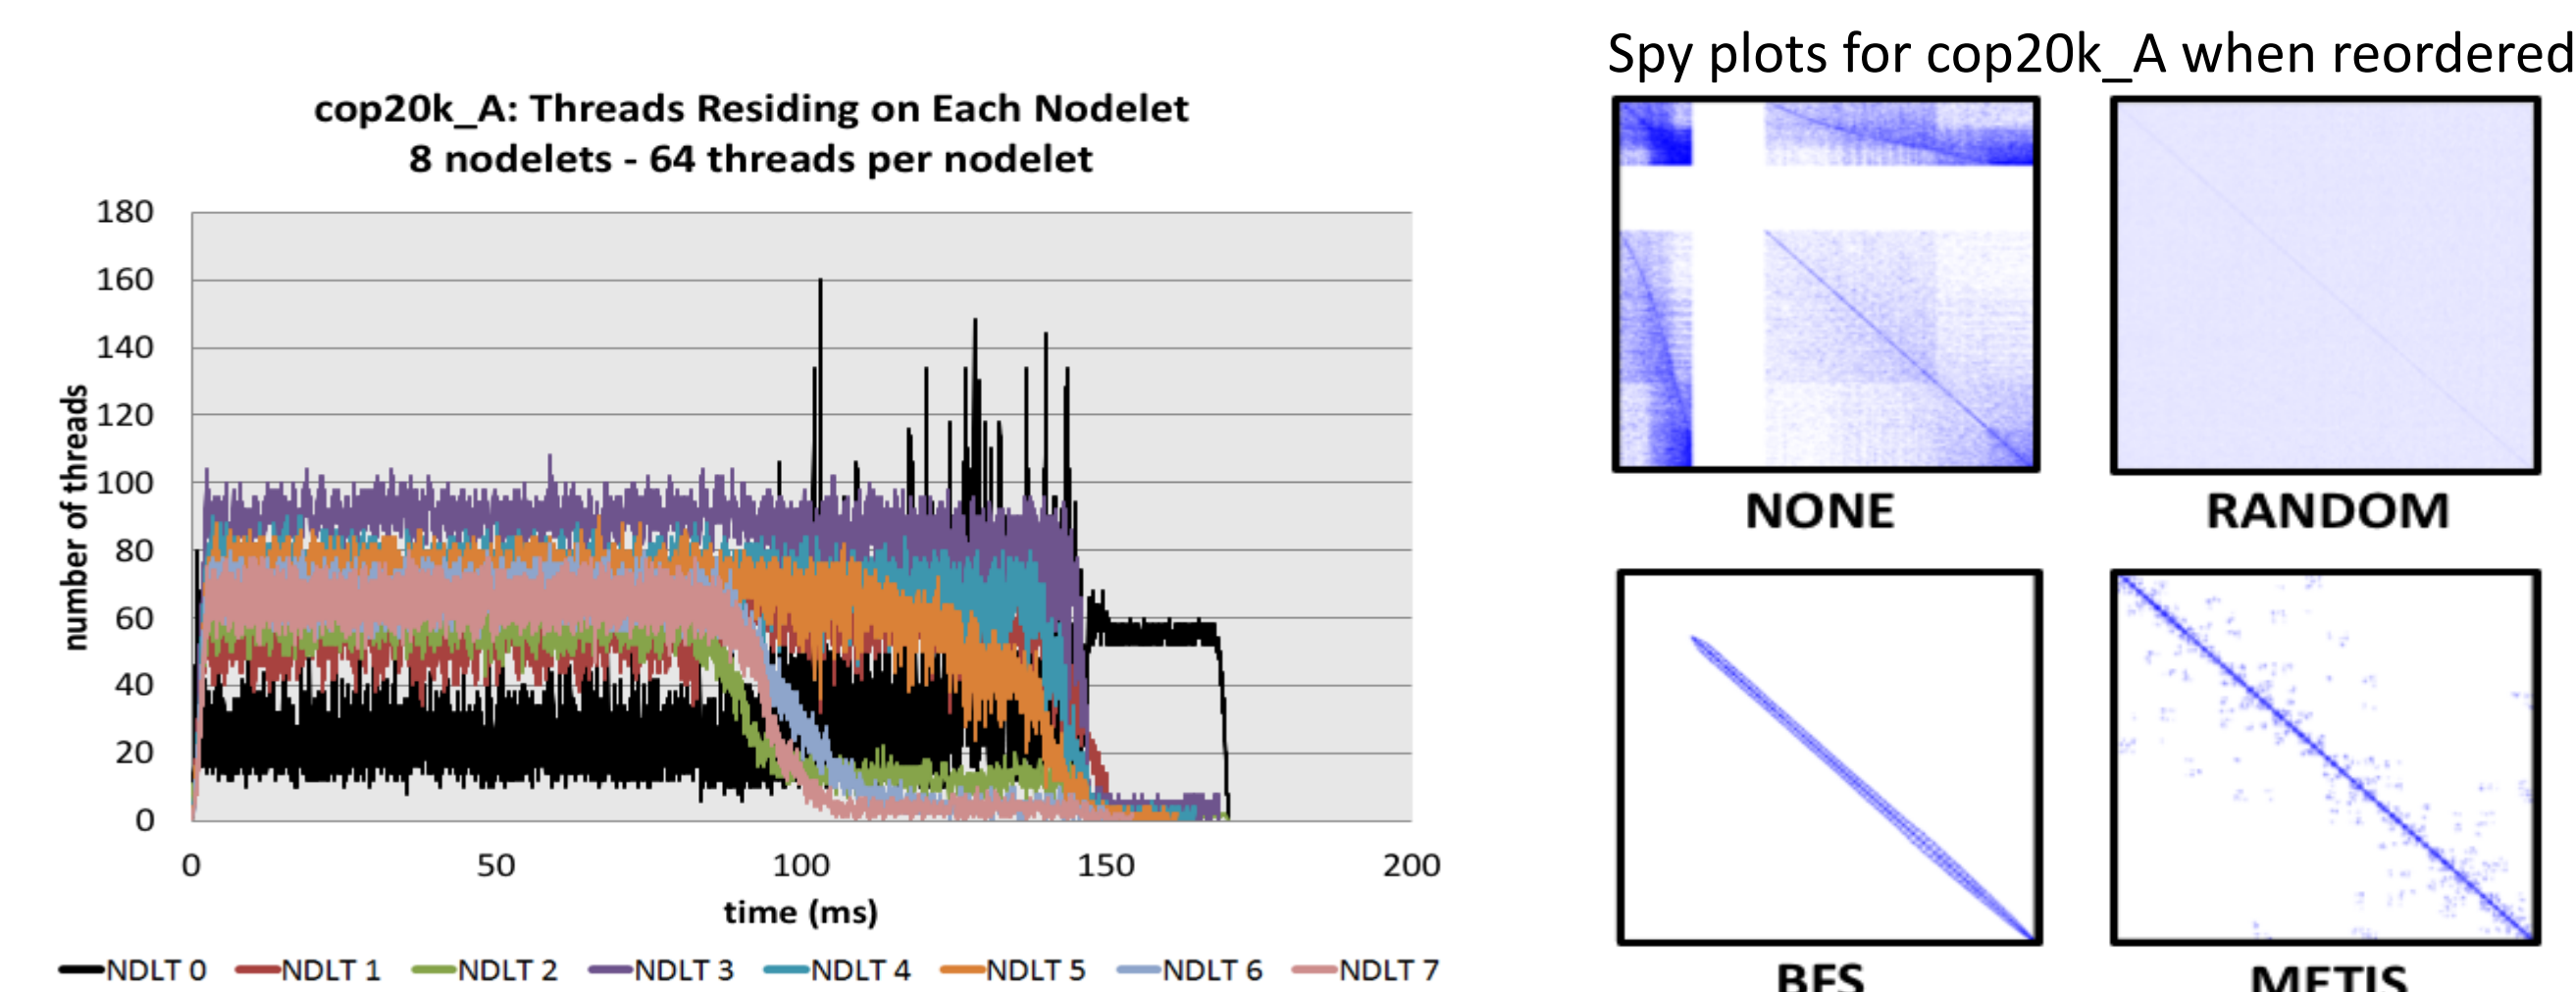 Spy plots for cop20k_A when reordered
cop20k_A: Threads Residing on Each Nodelet
8 nodelets - 64 threads per nodelet
number of threads
180
160
140
120
100
80
60
40
20
0
0 50 100 150 200
time (ms)
NDLT 0 NDLT 1 NDLT 2 NDLT 3 NDLT 4 NDLT 5 NDLT 6 NDLT 7
NONE RANDOM
BFS METIS